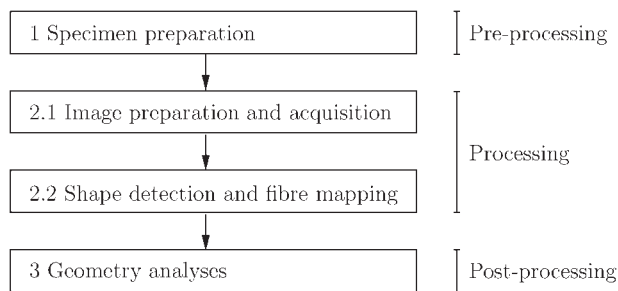 1 Specimen preparation
Pre-processing
2.1 Image preparation and acquisition
Processing
2.2 Shape detection and fibre mapping
3 Geometry analyses
Post-processing